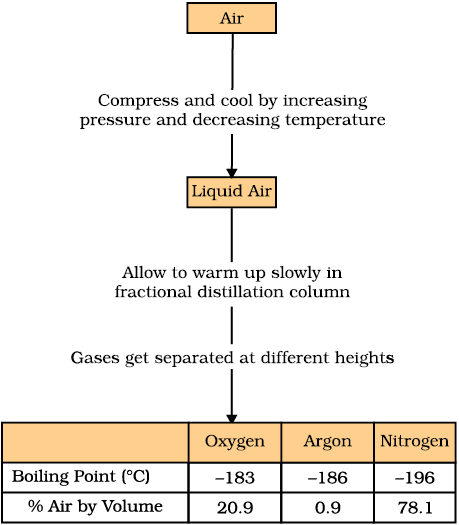 Air
Compress and cool by increasing
pressure and decreasing temperature
Liquid Air
Allow to warm up slowly in
fractional distillation column
Gases get separated at different heights
Oxygen Argon Nitrogen
Boiling Point (°C) –183 –186 –196
% Air by Volume 20.9 0.9 78.1